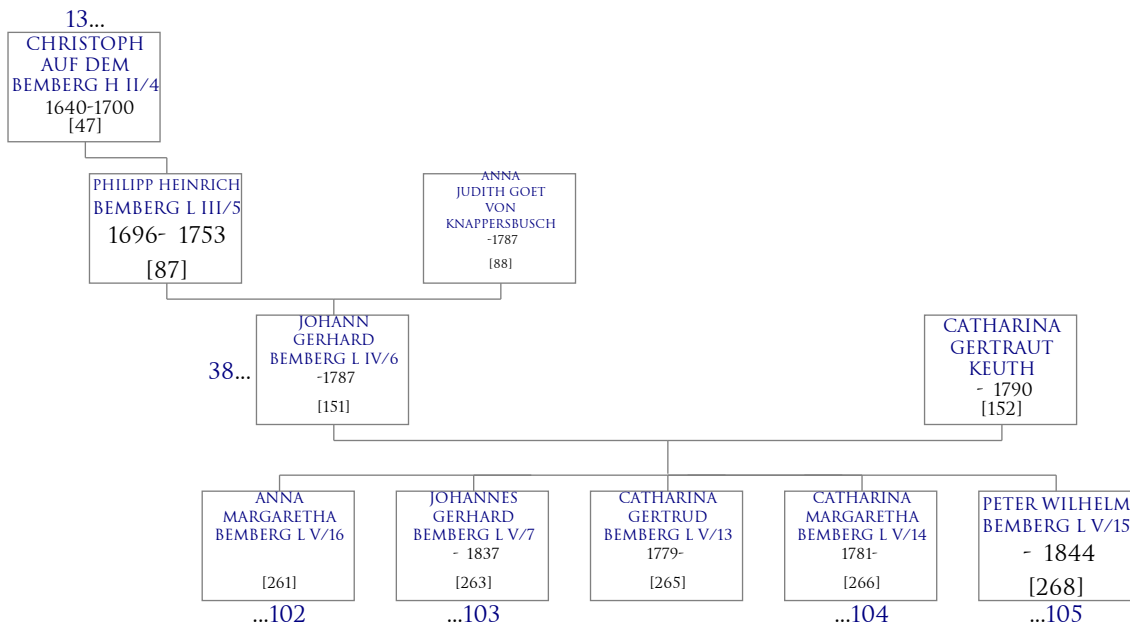 13...
CHRISTOPH
AUF DEM
BEMBERG H II/4
1640-1700
[47]
PHILIPP HEINRICH
BEMBERG L III/5
1696- 1753
[87]
ANNA
JUDITH GOET
VON
KNAPPERSBUSCH
-1787
[88]
38...
JOHANN
GERHARD
BEMBERG L IV/6
-1787
[151]
CATHARINA
GERTRAUT
KEUTH
- 1790
[152]
ANNA
MARGARETHA
BEMBERG L V/16
[261]
...102
JOHANNES
GERHARD
BEMBERG L V/7
- 1837
[263]
...103
CATHARINA
GERTRUD
BEMBERG L V/13
1779-
[265]
CATHARINA
MARGARETHA
BEMBERG L V/14
1781-
[266]
...104
PETER WILHELM
BEMBERG L V/15
- 1844
[268]
...105